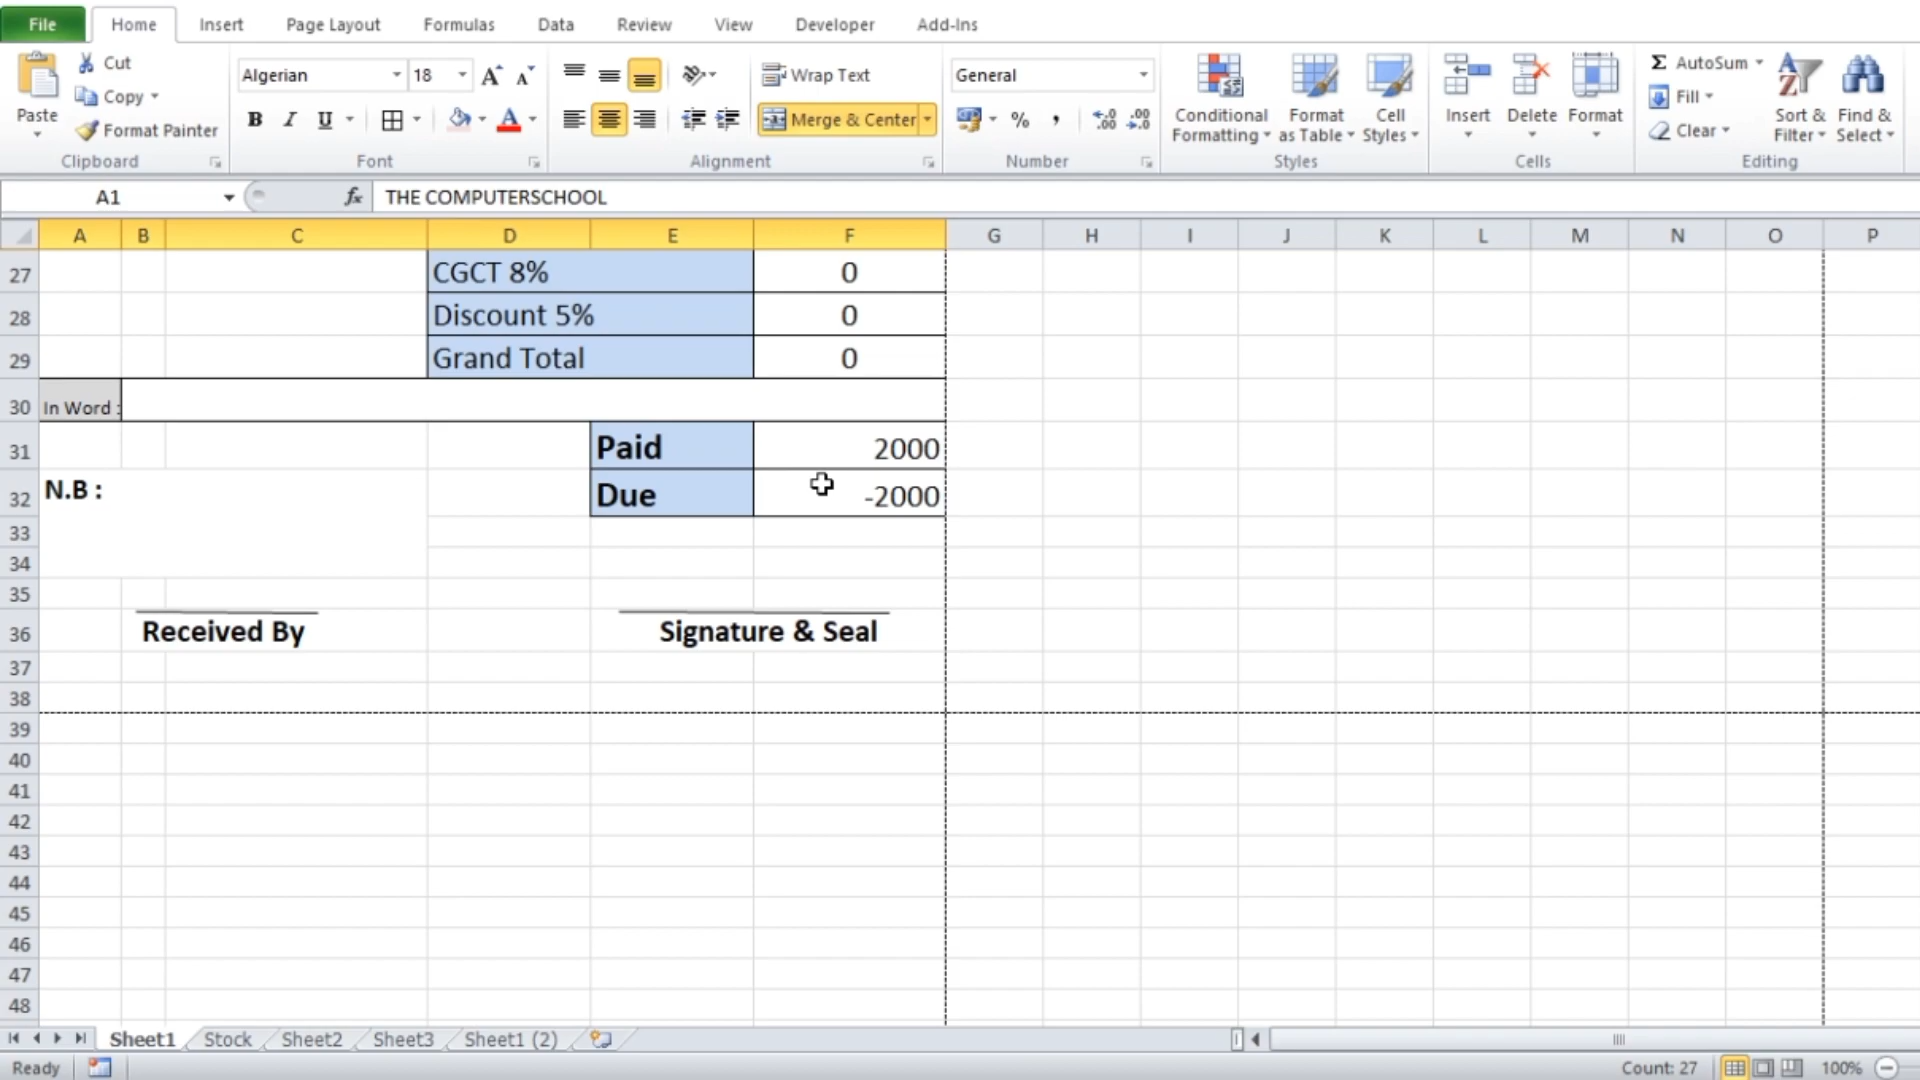 File Home Insert Page Layout Formulas Data Review View Developer Add-Ins
Cut
Copy
Format Painter
Paste
Clipboard
Algerian 18
B I U
Font
Wrap Text
Merge & Center
Alignment
General
% ,
Number
Conditional Formatting
Format as Table
Cell Styles
Styles
Insert Delete Format
Cells
Σ AutoSum
Fill
Clear
Sort & Filter
Find & Select
Editing
A1 fx THE COMPUTERSCHOOL
A B C D E F G H I J K L M N O P
27 CGCT 8% 0
28 Discount 5% 0
29 Grand Total 0
30 In Word :
31 Paid 2000
32 N.B : Due -2000
33
34
35
36 Received By Signature & Seal
37
38
39
40
41
42
43
44
45
46
47
48
Sheet1 Stock Sheet2 Sheet3 Sheet1 (2)
Ready Count: 27 100%